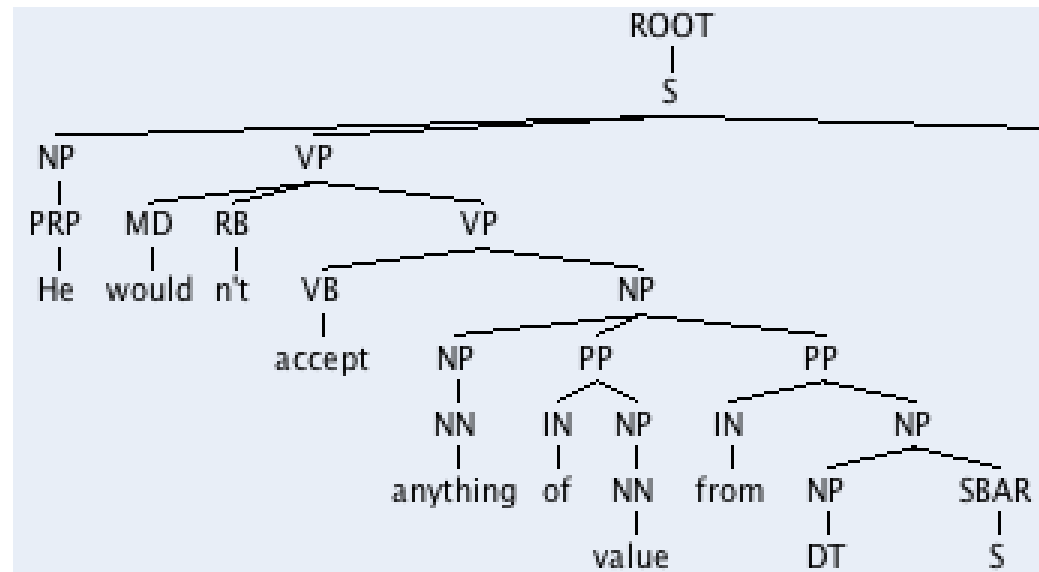 ROOT
S
NP VP
PRP MD RB VP
He would n't VB NP
accept NP PP PP
NN IN NP IN NP
anything of NN from NP SBAR
value DT S